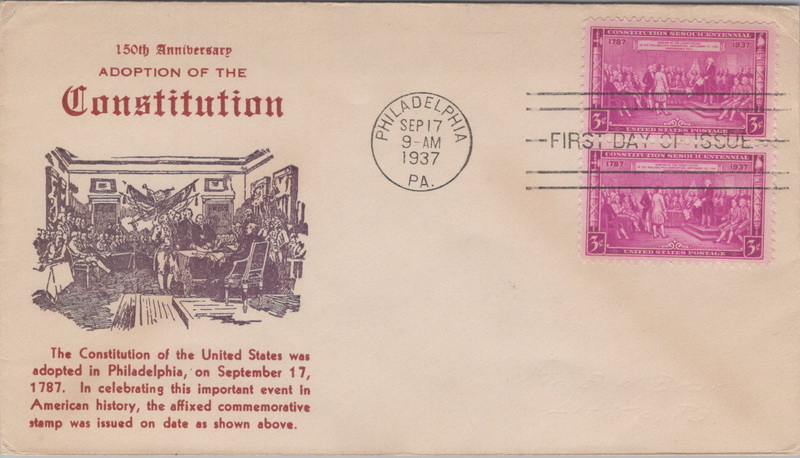 150th Anniversary
ADOPTION OF THE
Constitution
The Constitution of the United States was
adopted in Philadelphia, on September 17,
1787. In celebrating this important event in
American history, the affixed commemorative
stamp was issued on date as shown above.
PHILADELPHIA
SEP 17
9-AM
1937
PA.
FIRST DAY OF ISSUE
CONSTITUTION SESQUICENTENNIAL
1787 1937
3¢ 3¢
UNITED STATES POSTAGE
CONSTITUTION SESQUICENTENNIAL
1787 1937
3¢ 3¢
UNITED STATES POSTAGE